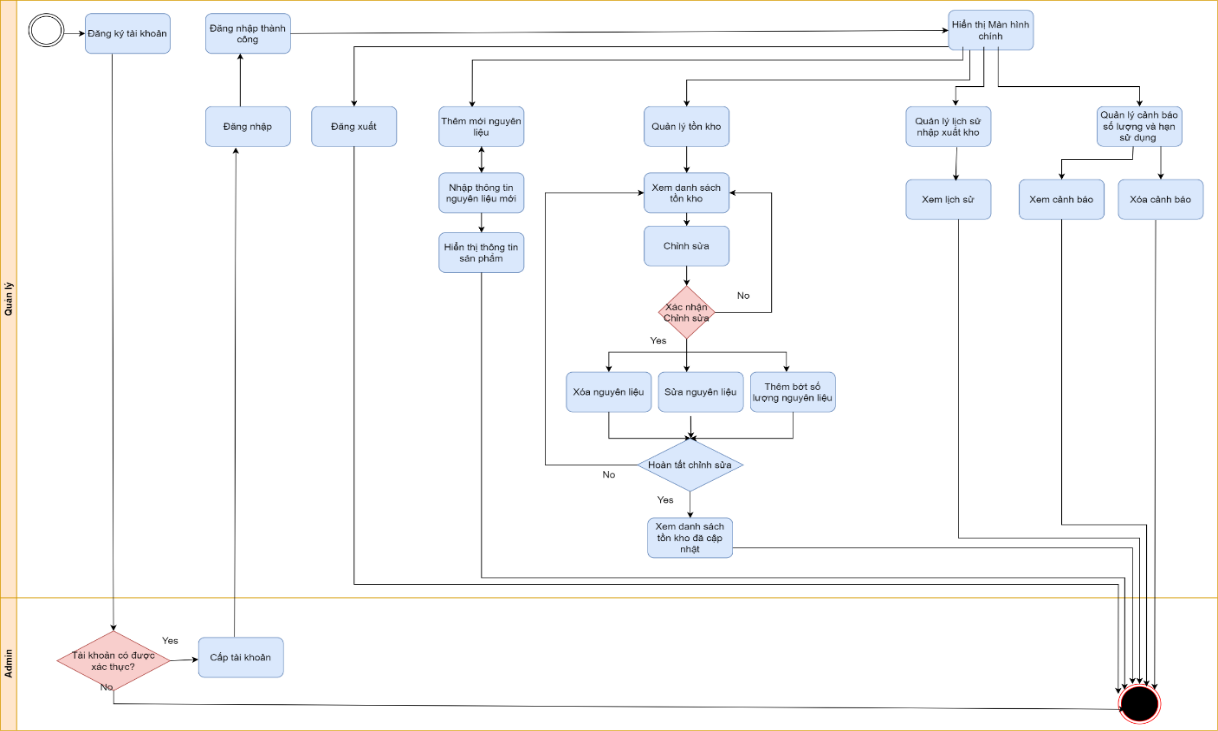 Quản lý
Đăng ký tài khoản
Đăng nhập thành
công
Hiển thị Màn hình
chính
Đăng nhập
Đăng xuất
Thêm mới nguyên
liệu
Quản lý tồn kho
Quản lý lịch sử
nhập xuất kho
Quản lý cảnh báo
số lượng và hạn
sử dụng
Nhập thông tin
nguyên liệu mới
Xem danh sách
tồn kho
Xem lịch sử
Xem cảnh báo
Xóa cảnh báo
Hiển thị thông tin
sản phẩm
Chỉnh sửa
No
Xác nhận
Chỉnh sửa
Yes
Xóa nguyên liệu
Sửa nguyên liệu
Thêm bớt số
lượng nguyên liệu
Hoàn tất chỉnh sửa
No
Yes
Xem danh sách
tồn kho đã cập
nhật
Admin
Tài khoản có được
xác thực?
Yes
Cấp tài khoản
No